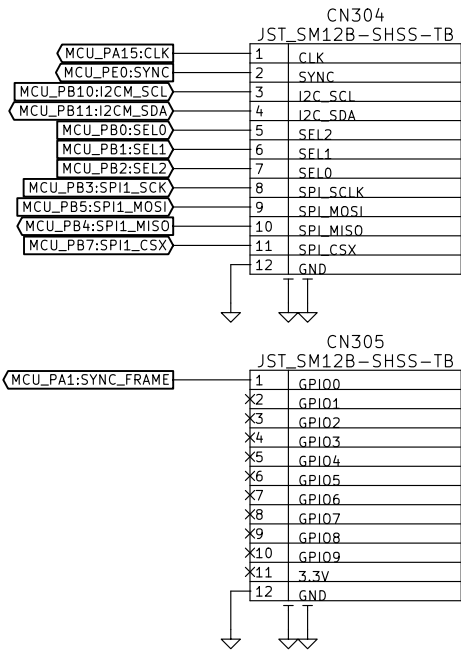 CN304
JST_SM12B-SHSS-TB
MCU_PA15:CLK 1 CLK
MCU_PE0:SYNC 2 SYNC
MCU_PB10:I2CM_SCL 3 I2C_SCL
MCU_PB11:I2CM_SDA 4 I2C_SDA
MCU_PB0:SEL0 5 SEL2
MCU_PB1:SEL1 6 SEL1
MCU_PB2:SEL2 7 SEL0
MCU_PB3:SPI1_SCK 8 SPI_SCLK
MCU_PB5:SPI1_MOSI 9 SPI_MOSI
MCU_PB4:SPI1_MISO 10 SPI_MISO
MCU_PB7:SPI1_CSX 11 SPI_CSX
12 GND
CN305
JST_SM12B-SHSS-TB
MCU_PA1:SYNC_FRAME 1 GPIO0
2 GPIO1
3 GPIO2
4 GPIO3
5 GPIO4
6 GPIO5
7 GPIO6
8 GPIO7
9 GPIO8
10 GPIO9
11 3.3V
12 GND